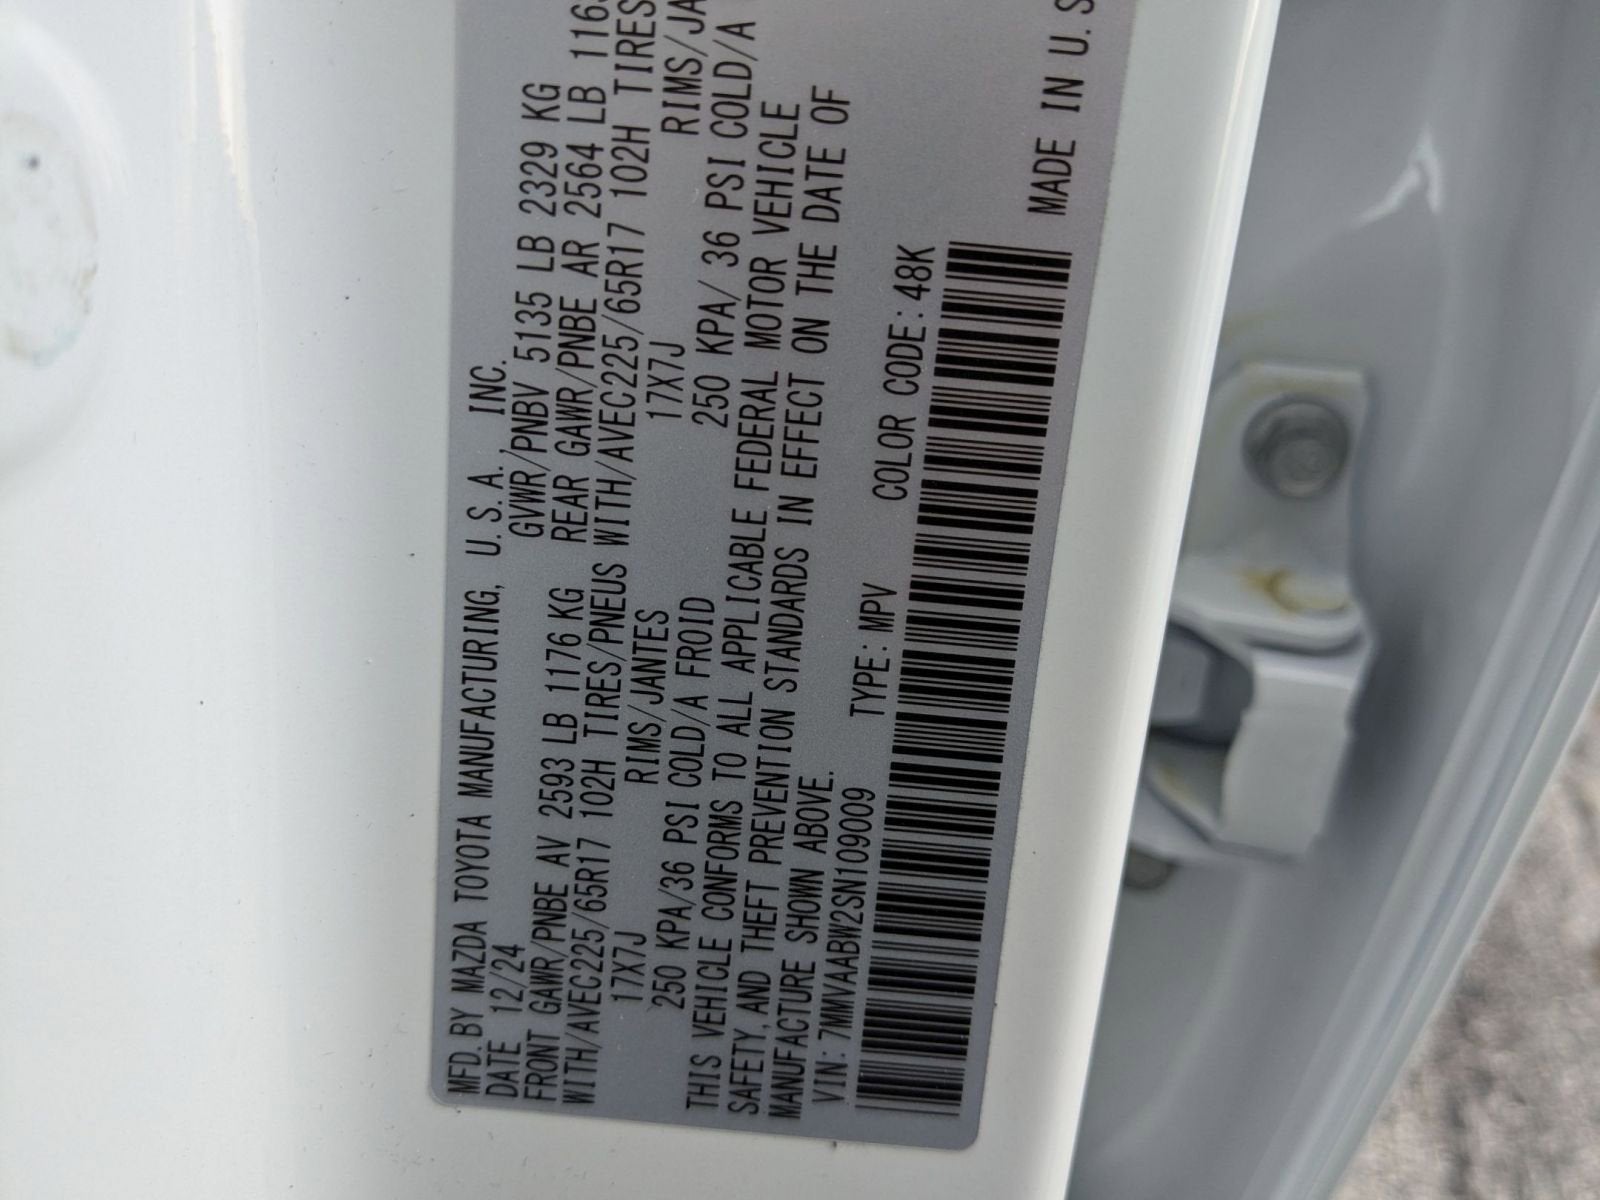 MFD. BY MAZDA TOYOTA MANUFACTURING, U. S. A. , INC.
DATE 12/24 GVWR/PNBV 5135 LB 2329 KG
FRONT GAWR/PNBE AV 2593 LB 1176 KG REAR GAWR/PNBE AR 2564 LB 1163
WITH/AVEC225/65R17 102H TIRES/PNEUS WITH/AVEC225/65R17 102H TIRES
17X7J RIMS/JANTES 17X7J RIMS/JA
250 KPA/36 PSI COLD/A FROID 250 KPA/ 36 PSI COLD/A
THIS VEHICLE CONFORMS TO ALL APPLICABLE FEDERAL MOTOR VEHICLE
SAFETY, AND THEFT PREVENTION STANDARDS IN EFFECT ON THE DATE OF
MANUFACTURE SHOWN ABOVE.
VIN: 7MMVAABW2SN109009 TYPE: MPV COLOR CODE: 48K
MADE IN U. S